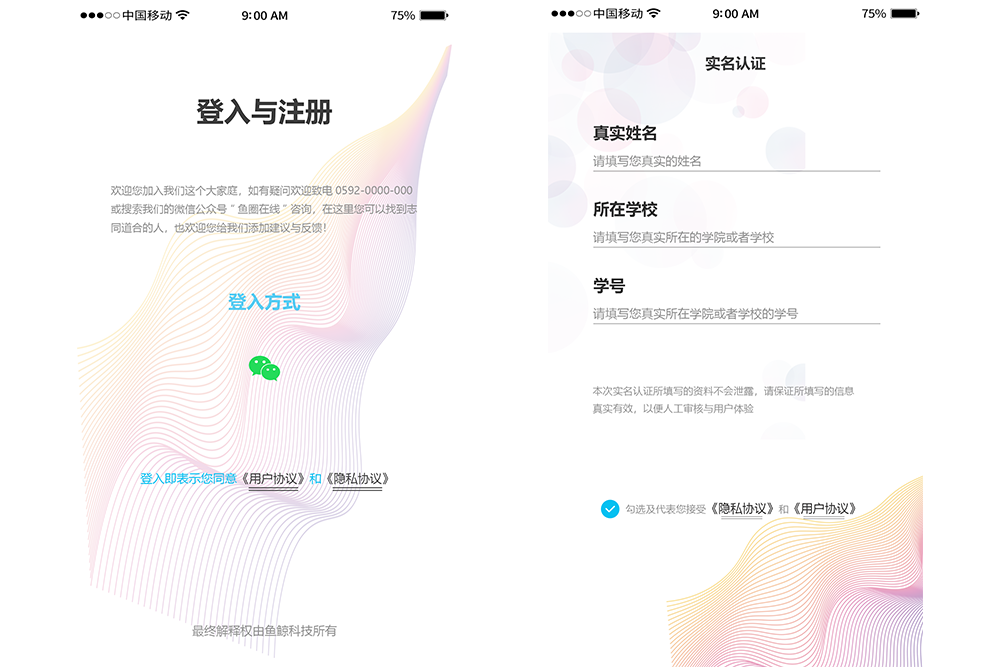 中国移动 9:00 AM 75%
登入与注册
欢迎您加入我们这个大家庭，如有疑问欢迎致电 0592-0000-000
或搜索我们的微信公众号“鱼圈在线”咨询，在这里您可以找到志
同道合的人，也欢迎您给我们添加建议与反馈！
登入方式
登入即表示您同意《用户协议》和《隐私协议》
最终解释权由鱼鲸科技所有
中国移动 9:00 AM 75%
实名认证
真实姓名
请填写您真实的姓名
所在学校
请填写您真实所在的学院或者学校
学号
请填写您真实所在学院或者学校的学号
本次实名认证所填写的资料不会泄露，请保证所填写的信息
真实有效，以便人工审核与用户体验
勾选及代表您接受《隐私协议》和《用户协议》